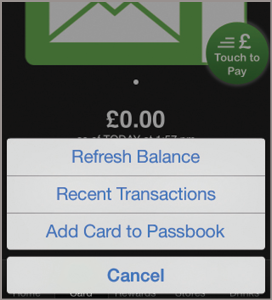 £
Touch to
Pay
£0.00
as of TODAY at 1:57 pm
Refresh Balance
Recent Transactions
Add Card to Passbook
Cancel
Home Card Rewards Stores Drinks